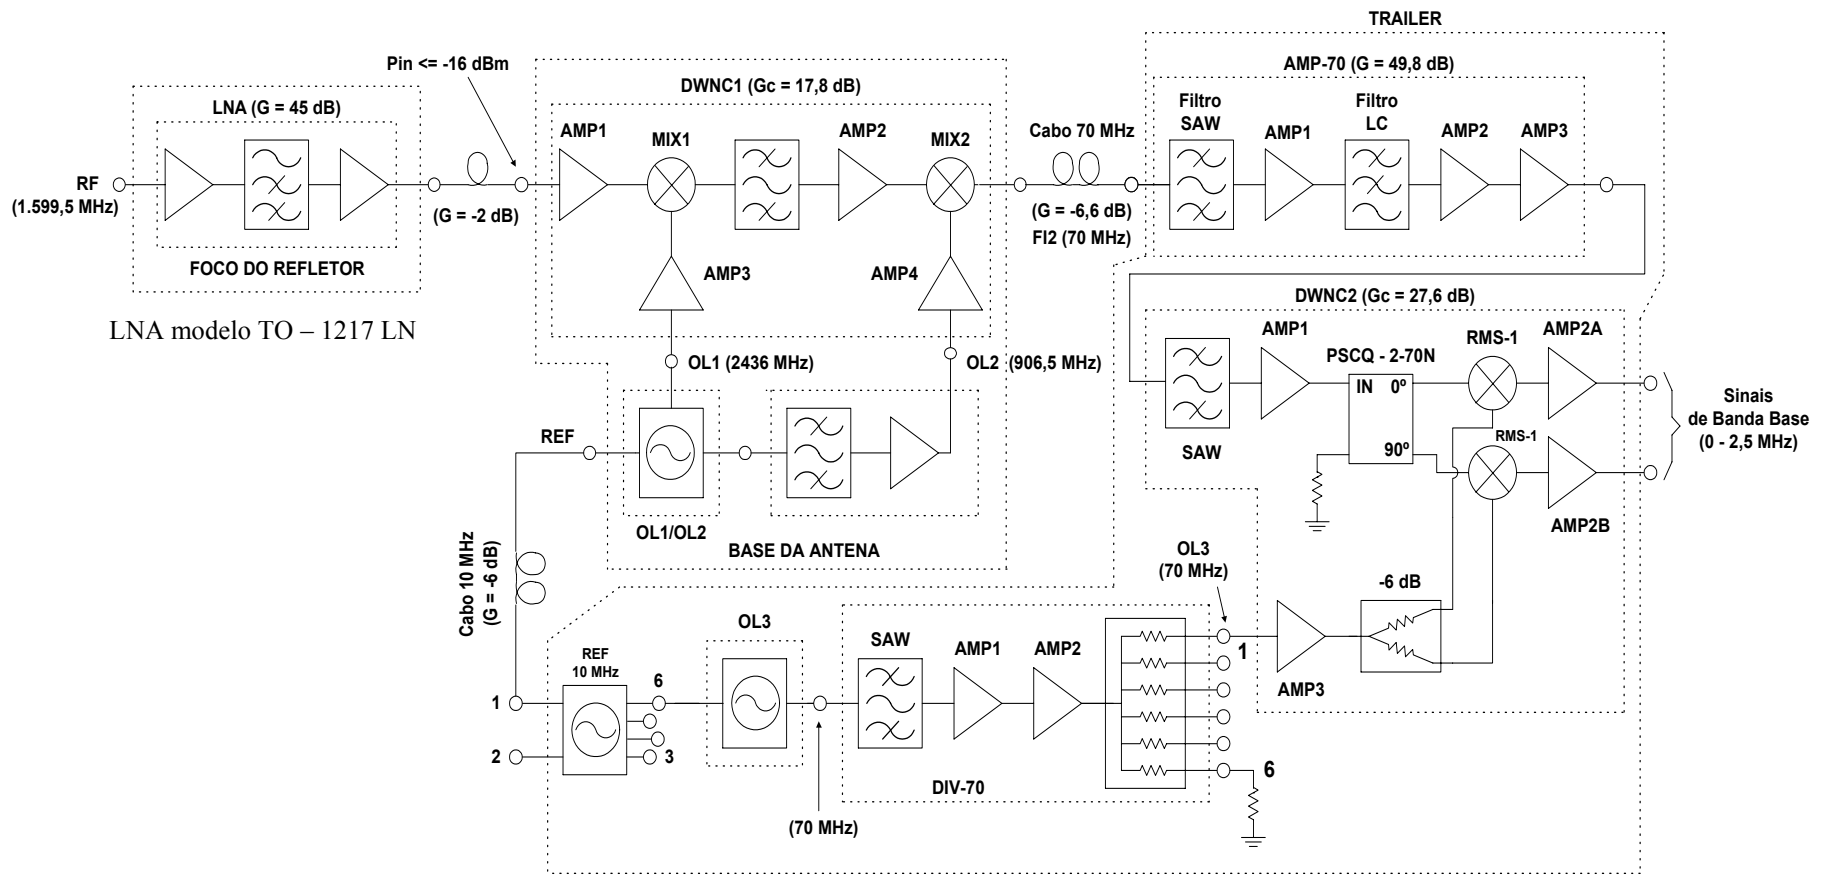 TRAILER
Pin <= -16 dBm
AMP-70 (G = 49,8 dB)
DWNC1 (Gc = 17,8 dB)
LNA (G = 45 dB)
Filtro
SAW
Filtro
LC
AMP1
MIX1
AMP2
MIX2
Cabo 70 MHz
AMP1
AMP2
AMP3
RF
(1.599,5 MHz)
(G = -2 dB)
(G = -6,6 dB)
FI2 (70 MHz)
FOCO DO REFLETOR
AMP3
AMP4
LNA modelo TO – 1217 LN
DWNC2 (Gc = 27,6 dB)
AMP1
PSCQ - 2-70N
RMS-1
AMP2A
OL1 (2436 MHz)
OL2 (906,5 MHz)
IN 0º
90º
SAW
RMS-1
AMP2B
Sinais
de Banda Base
(0 - 2,5 MHz)
REF
OL1/OL2
BASE DA ANTENA
Cabo 10 MHz
(G = -6 dB)
OL3
(70 MHz)
-6 dB
OL3
SAW
AMP1
AMP2
1
AMP3
REF
10 MHz
1
6
2
3
6
DIV-70
(70 MHz)